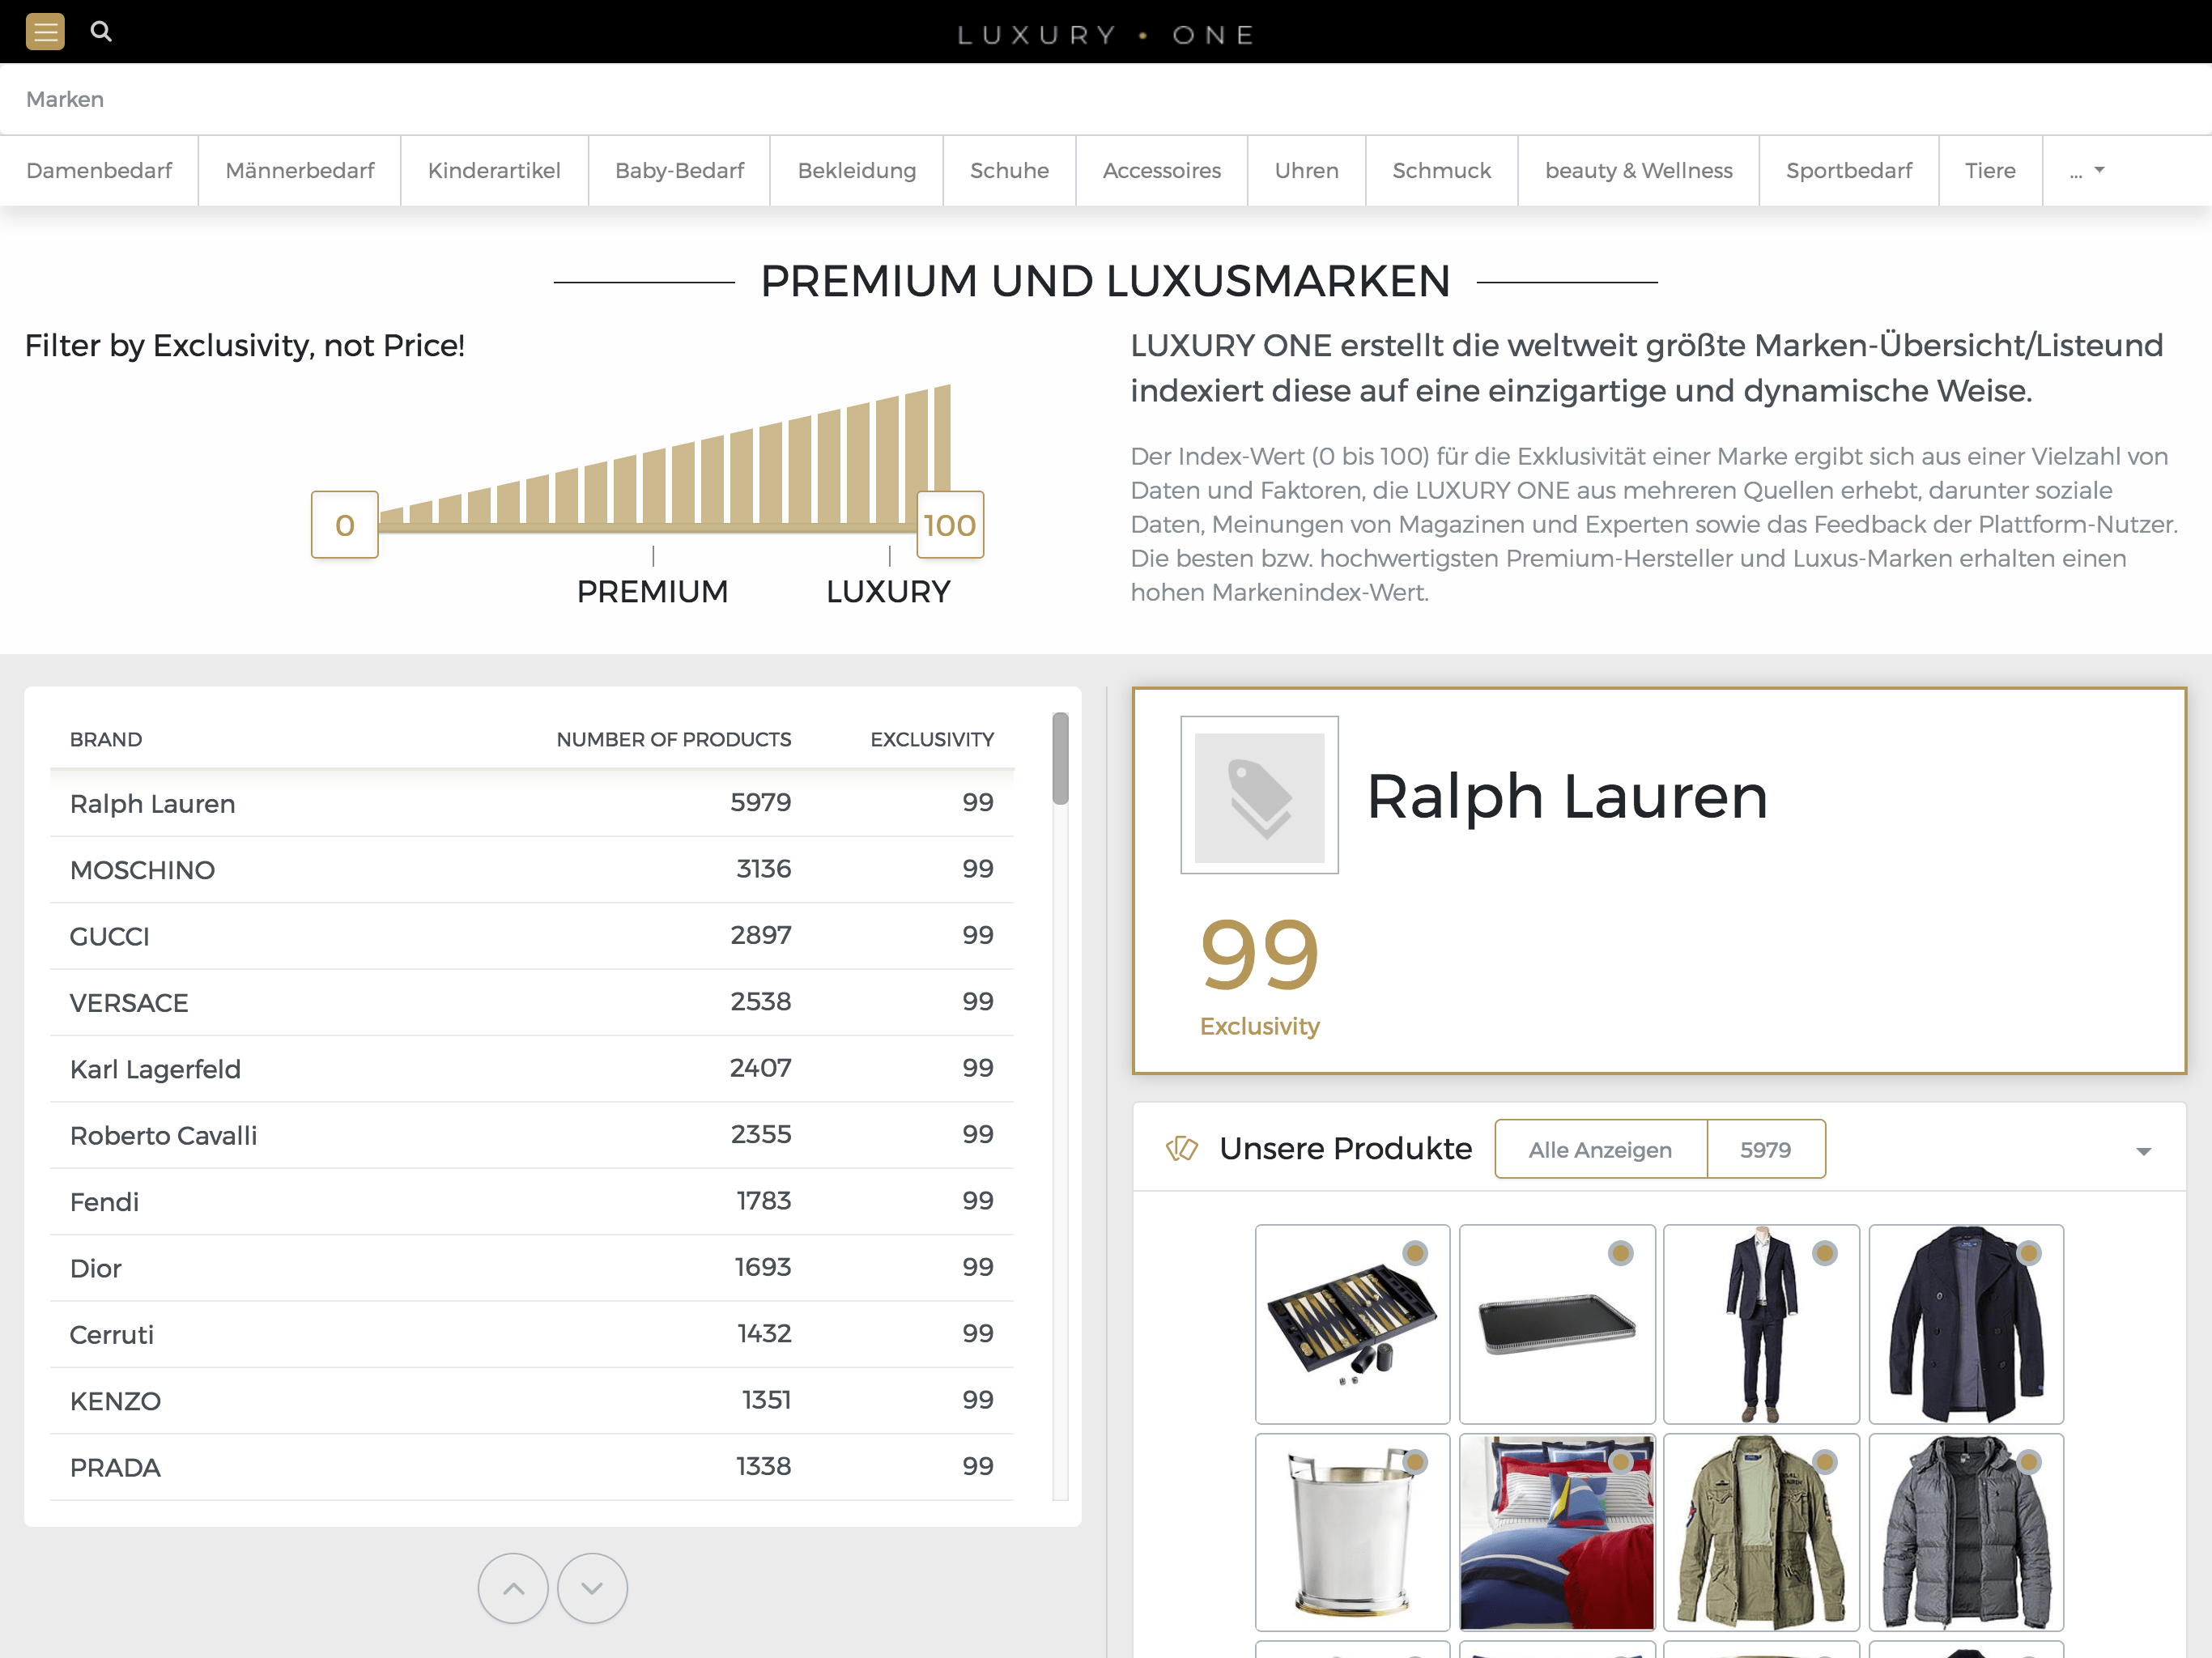 LUXURY • ONE
Marken
Damenbedarf
Männerbedarf
Kinderartikel
Baby-Bedarf
Bekleidung
Schuhe
Accessoires
Uhren
Schmuck
beauty & Wellness
Sportbedarf
Tiere
...
PREMIUM UND LUXUSMARKEN
Filter by Exclusivity, not Price!
0
100
PREMIUM
LUXURY
LUXURY ONE erstellt die weltweit größte Marken-Übersicht/Listeund
indexiert diese auf eine einzigartige und dynamische Weise.
Der Index-Wert (0 bis 100) für die Exklusivität einer Marke ergibt sich aus einer Vielzahl von
Daten und Faktoren, die LUXURY ONE aus mehreren Quellen erhebt, darunter soziale
Daten, Meinungen von Magazinen und Experten sowie das Feedback der Plattform-Nutzer.
Die besten bzw. hochwertigsten Premium-Hersteller und Luxus-Marken erhalten einen
hohen Markenindex-Wert.
BRAND NUMBER OF PRODUCTS EXCLUSIVITY
Ralph Lauren 5979 99
MOSCHINO 3136 99
GUCCI 2897 99
VERSACE 2538 99
Karl Lagerfeld 2407 99
Roberto Cavalli 2355 99
Fendi 1783 99
Dior 1693 99
Cerruti 1432 99
KENZO 1351 99
PRADA 1338 99
Ralph Lauren
99
Exclusivity
Unsere Produkte
Alle Anzeigen 5979